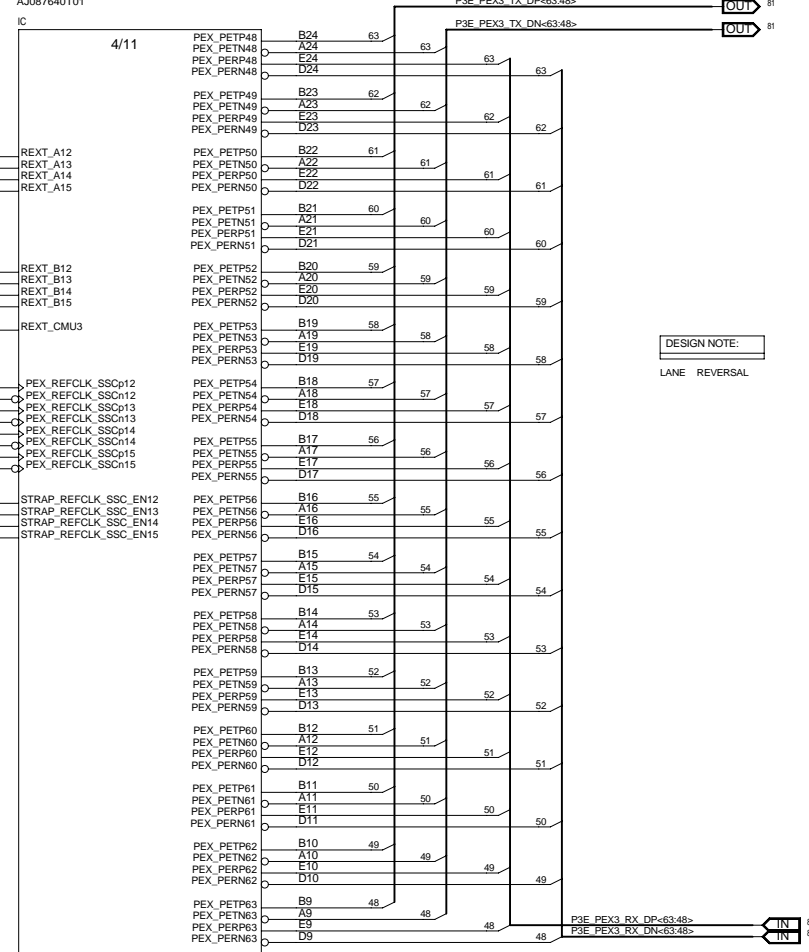 AJ087640T01
P3E_PEX3_TX_DP<63:48>
OUT 81
IC
P3E_PEX3_TX_DN<63:48>
OUT 81
4/11
PEX_PETP48 B24 63
PEX_PETN48 A24 63
PEX_PERP48 E24 63
PEX_PERN48 D24 63
PEX_PETP49 B23 62
PEX_PETN49 A23 62
PEX_PERP49 E23 62
PEX_PERN49 D23 62
REXT_A12 PEX_PETP50 B22 61
REXT_A13 PEX_PETN50 A22 61
REXT_A14 PEX_PERP50 E22 61
REXT_A15 PEX_PERN50 D22 61
PEX_PETP51 B21 60
PEX_PETN51 A21 60
PEX_PERP51 E21 60
PEX_PERN51 D21 60
REXT_B12 PEX_PETP52 B20 59
REXT_B13 PEX_PETN52 A20 59
REXT_B14 PEX_PERP52 E20 59
REXT_B15 PEX_PERN52 D20 59
REXT_CMU3 PEX_PETP53 B19 58
PEX_PETN53 A19 58
PEX_PERP53 E19 58
PEX_PERN53 D19 58
DESIGN NOTE:
LANE REVERSAL
PEX_REFCLK_SSCp12 PEX_PETP54 B18 57
PEX_REFCLK_SSCn12 PEX_PETN54 A18 57
PEX_REFCLK_SSCp13 PEX_PERP54 E18 57
PEX_REFCLK_SSCn13 PEX_PERN54 D18 57
PEX_REFCLK_SSCp14
PEX_REFCLK_SSCn14 PEX_PETP55 B17 56
PEX_REFCLK_SSCp15 PEX_PETN55 A17 56
PEX_REFCLK_SSCn15 PEX_PERP55 E17 56
PEX_PERN55 D17 56
STRAP_REFCLK_SSC_EN12 PEX_PETP56 B16 55
STRAP_REFCLK_SSC_EN13 PEX_PETN56 A16 55
STRAP_REFCLK_SSC_EN14 PEX_PERP56 E16 55
STRAP_REFCLK_SSC_EN15 PEX_PERN56 D16 55
PEX_PETP57 B15 54
PEX_PETN57 A15 54
PEX_PERP57 E15 54
PEX_PERN57 D15 54
PEX_PETP58 B14 53
PEX_PETN58 A14 53
PEX_PERP58 E14 53
PEX_PERN58 D14 53
PEX_PETP59 B13 52
PEX_PETN59 A13 52
PEX_PERP59 E13 52
PEX_PERN59 D13 52
PEX_PETP60 B12 51
PEX_PETN60 A12 51
PEX_PERP60 E12 51
PEX_PERN60 D12 51
PEX_PETP61 B11 50
PEX_PETN61 A11 50
PEX_PERP61 E11 50
PEX_PERN61 D11 50
PEX_PETP62 B10 49
PEX_PETN62 A10 49
PEX_PERP62 E10 49
PEX_PERN62 D10 49
PEX_PETP63 B9 48
PEX_PETN63 A9 48
PEX_PERP63 E9 48 P3E_PEX3_RX_DP<63:48> IN
PEX_PERN63 D9 48 P3E_PEX3_RX_DN<63:48> IN